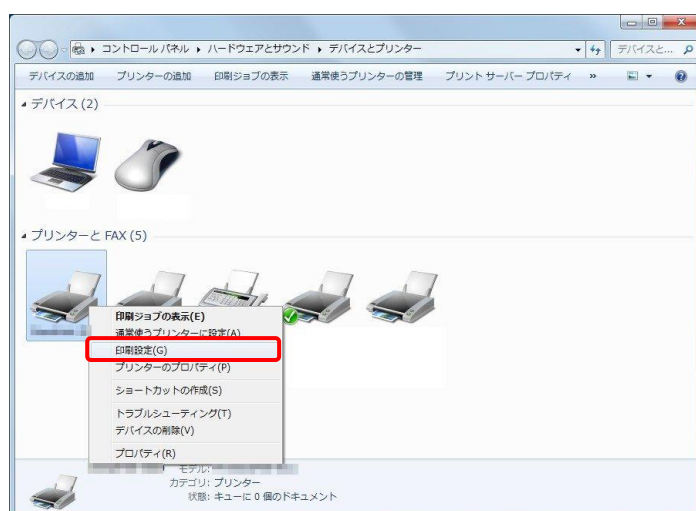 コントロール パネル ▸ ハードウェアとサウンド ▸ デバイスとプリンター
デバイスと...
デバイスの追加 プリンターの追加 印刷ジョブの表示 通常使うプリンターの管理 プリント サーバー プロパティ »
デバイス (2)
プリンターと FAX (5)
印刷ジョブの表示(E)
通常使うプリンターに設定(A)
印刷設定(G)
プリンターのプロパティ(P)
ショートカットの作成(S)
トラブルシューティング(T)
デバイスの削除(V)
プロパティ(R)
モデル:
カテゴリ: プリンター
状態: キューに 0 個のドキュメント